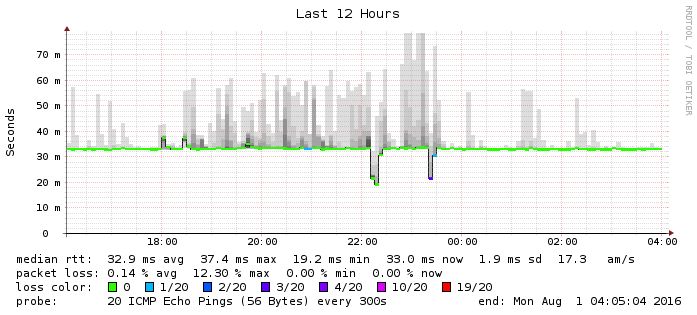 Last 12 Hours
RRDTOOL / TOBI OETIKER
Seconds
70 m
60 m
50 m
40 m
30 m
20 m
10 m
0
18:00 20:00 22:00 00:00 02:00 04:00
median rtt: 32.9 ms avg 37.4 ms max 19.2 ms min 33.0 ms now 1.9 ms sd 17.3 am/s
packet loss: 0.14 % avg 12.30 % max 0.00 % min 0.00 % now
loss color: 0 1/20 2/20 3/20 4/20 10/20 19/20
probe: 20 ICMP Echo Pings (56 Bytes) every 300s end: Mon Aug 1 04:05:04 2016